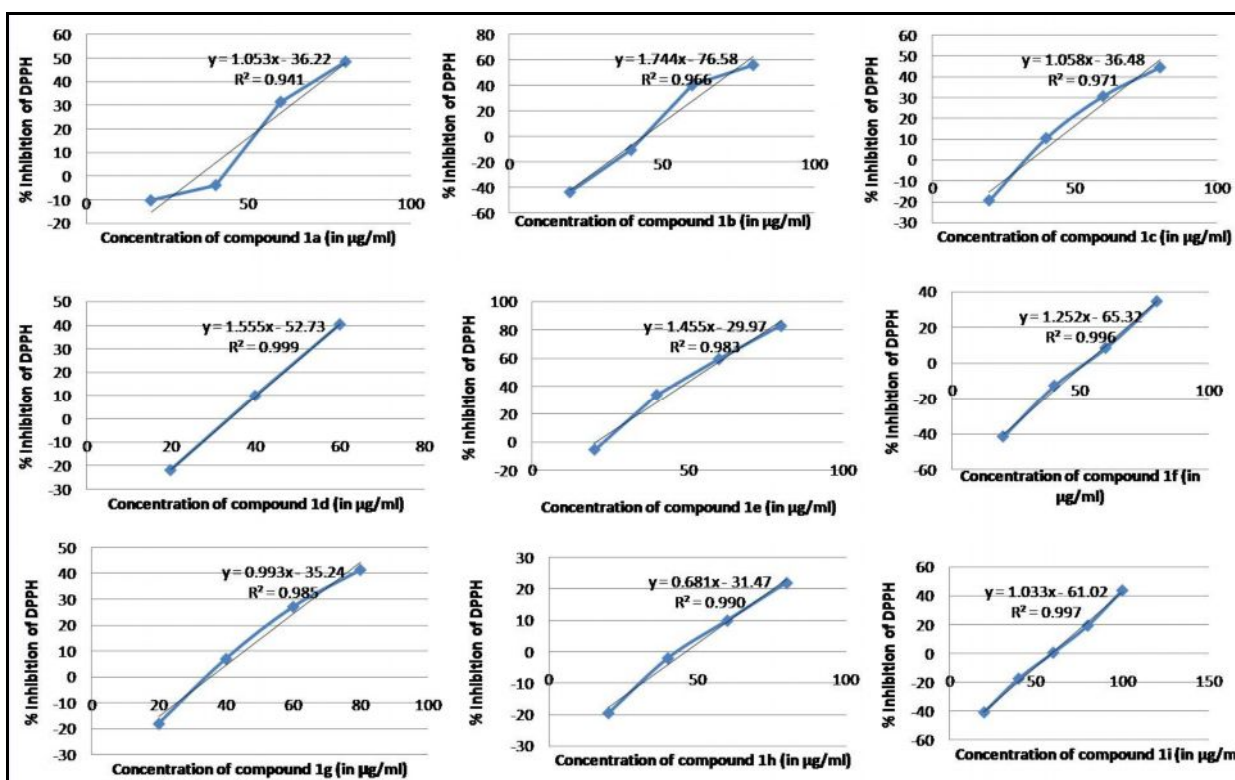 % Inhibition of DPPH
60
50
40
30
20
10
0
-10
-20
y = 1.053x - 36.22
R² = 0.941
0 50 100
Concentration of compound 1a (in µg/ml)
% Inhibition of DPPH
80
60
40
20
0
-20
-40
-60
y = 1.744x - 76.58
R² = 0.966
0 50 100
Concentration of compound 1b (in µg/ml)
% Inhibition of DPPH
60
50
40
30
20
10
0
-10
-20
-30
y = 1.058x - 36.48
R² = 0.971
0 50 100
Concentration of compound 1c (in µg/ml)
% Inhibition of DPPH
50
40
30
20
10
0
-10
-20
-30
y = 1.555x - 52.73
R² = 0.999
0 20 40 60 80
Concentration of compound 1d (in µg/ml)
% Inhibition of DPPH
100
80
60
40
20
0
-20
y = 1.455x - 29.97
R² = 0.983
0 50 100
Concentration of compound 1e (in µg/ml)
% Inhibition of DPPH
40
20
0
-20
-40
-60
y = 1.252x - 65.32
R² = 0.996
0 50 100
Concentration of compound 1f (in
µg/ml)
% Inhibition of DPPH
50
40
30
20
10
0
-10
-20
-30
y = 0.993x - 35.24
R² = 0.985
0 20 40 60 80 100
Concentration of compound 1g (in µg/ml)
% Inhibition of DPPH
30
20
10
0
-10
-20
-30
y = 0.681x - 31.47
R² = 0.990
0 50 100
Concentration of compound 1h (in µg/ml)
% Inhibition of DPPH
60
40
20
0
-20
-40
-60
y = 1.033x - 61.02
R² = 0.997
0 50 100 150
Concentration of compound 1i (in µg/m